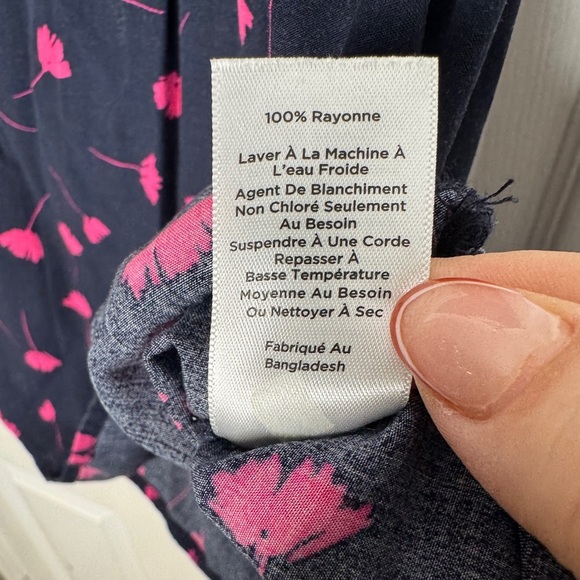 100% Rayonne
Laver À La Machine À
L'eau Froide
Agent De Blanchiment
Non Chloré Seulement
Au Besoin
Suspendre À Une Corde
Repasser À
Basse Température
Moyenne Au Besoin
Ou Nettoyer À Sec
Fabriqué Au
Bangladesh